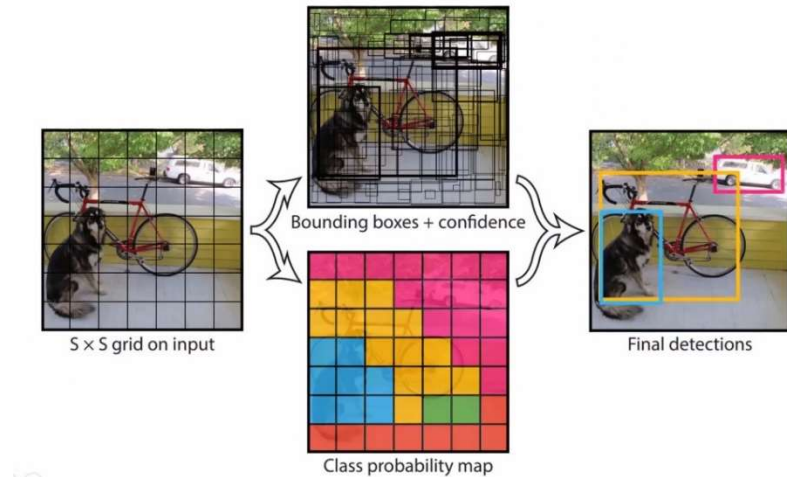 Bounding boxes + confidence
S × S grid on input
Final detections
Class probability map